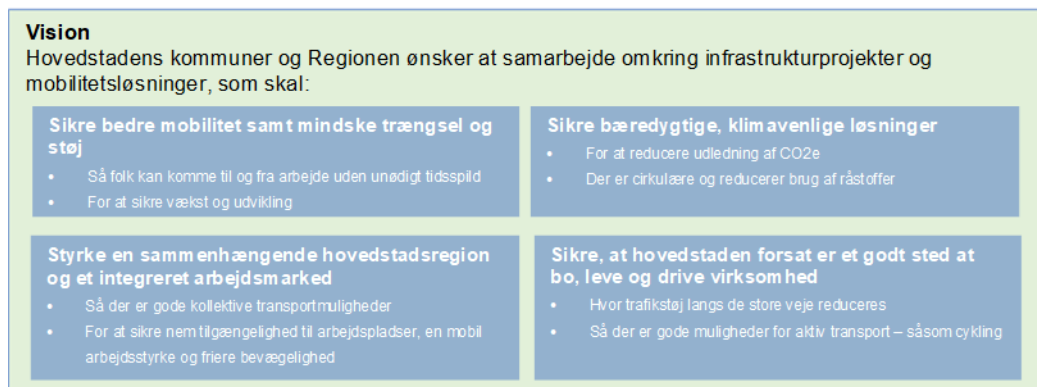 Vision
Hovedstadens kommuner og Regionen ønsker at samarbejde omkring infrastrukturprojekter og
mobilitetsløsninger, som skal:
Sikre bedre mobilitet samt mindske trængsel og
støj
• Så folk kan komme til og fra arbejde uden unødigt tidsspild
• For at sikre vækst og udvikling
Sikre bæredygtige, klimavenlige løsninger
• For at reducere udledning af CO2e
• Der er cirkulære og reducerer brug af råstoffer
Styrke en sammenhængende hovedstadsregion
og et integreret arbejdsmarked
• Så der er gode kollektive transportmuligheder
• For at sikre nem tilgængelighed til arbejdspladser, en mobil
arbejdsstyrke og friere bevægelighed
Sikre, at hovedstaden forsat er et godt sted at
bo, leve og drive virksomhed
• Hvor trafikstøj langs de store veje reduceres
• Så der er gode muligheder for aktiv transport – såsom cykling